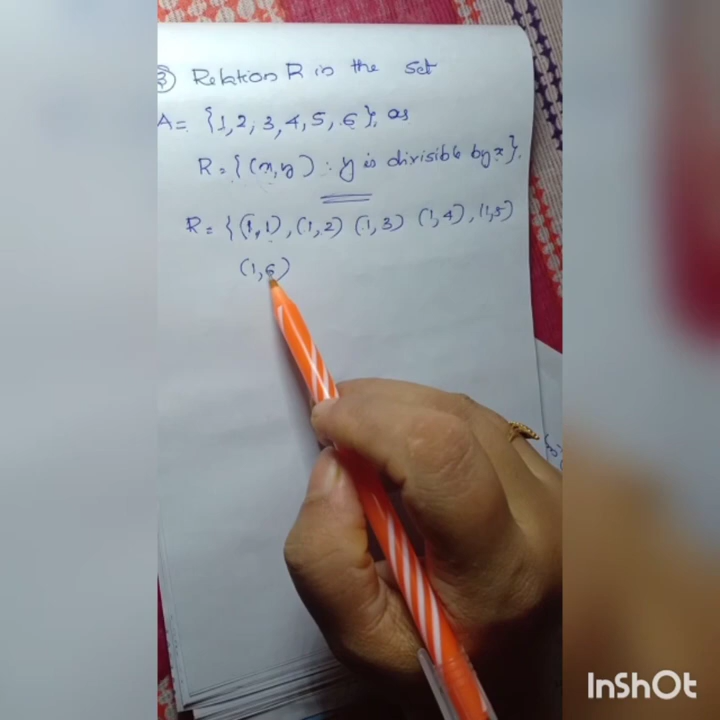 3) Relation R in the set
A = {1, 2, 3, 4, 5, 6}, as
R = {(x, y) : y is divisible by x}.
R = {(1, 1), (1, 2) (1, 3) (1, 4), (1, 5)
(1, 6)
InShOt